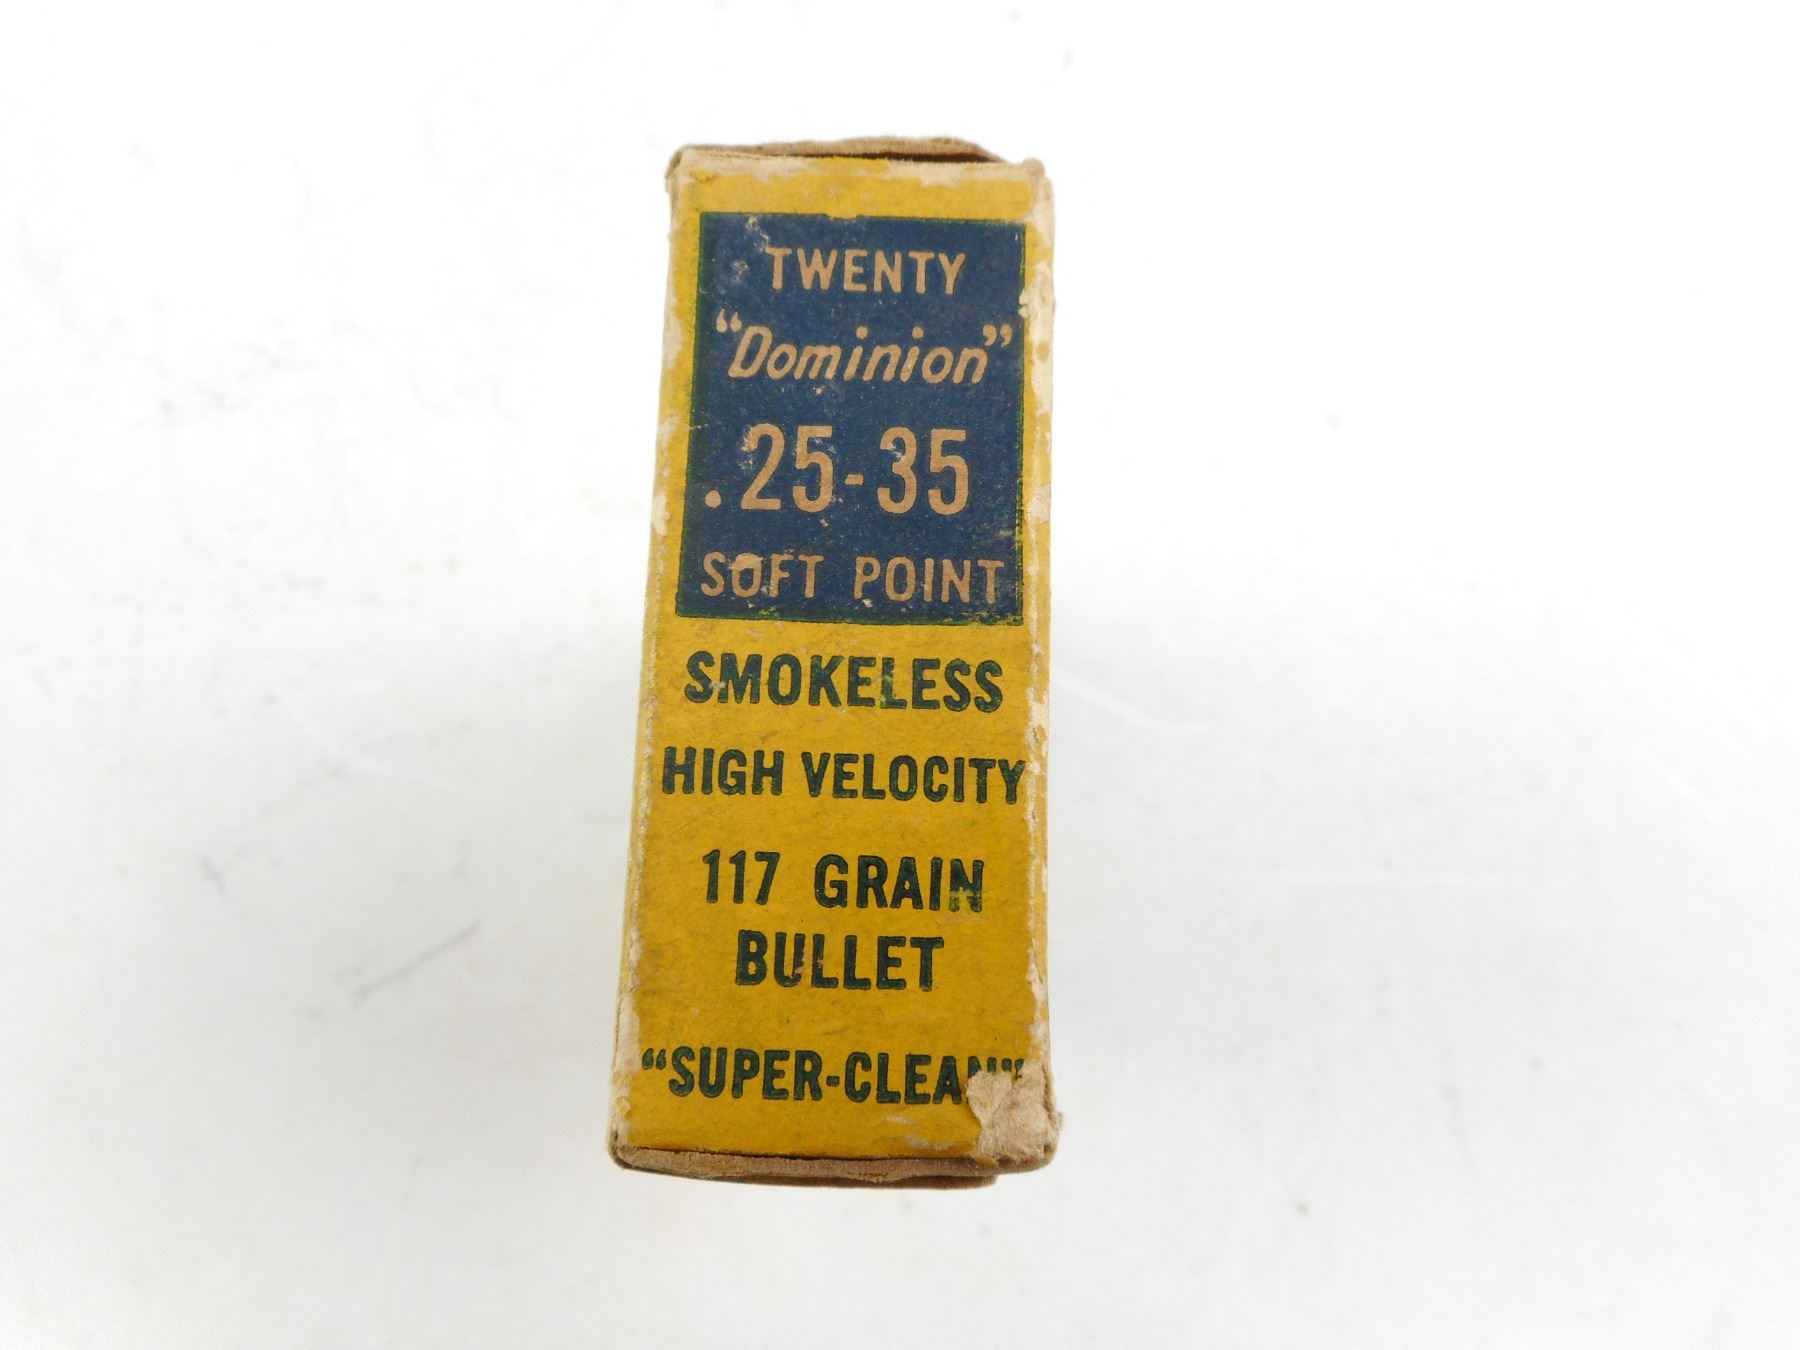 TWENTY
"Dominion"
.25-35
SOFT POINT
SMOKELESS
HIGH VELOCITY
117 GRAIN
BULLET
"SUPER-CLEAN"